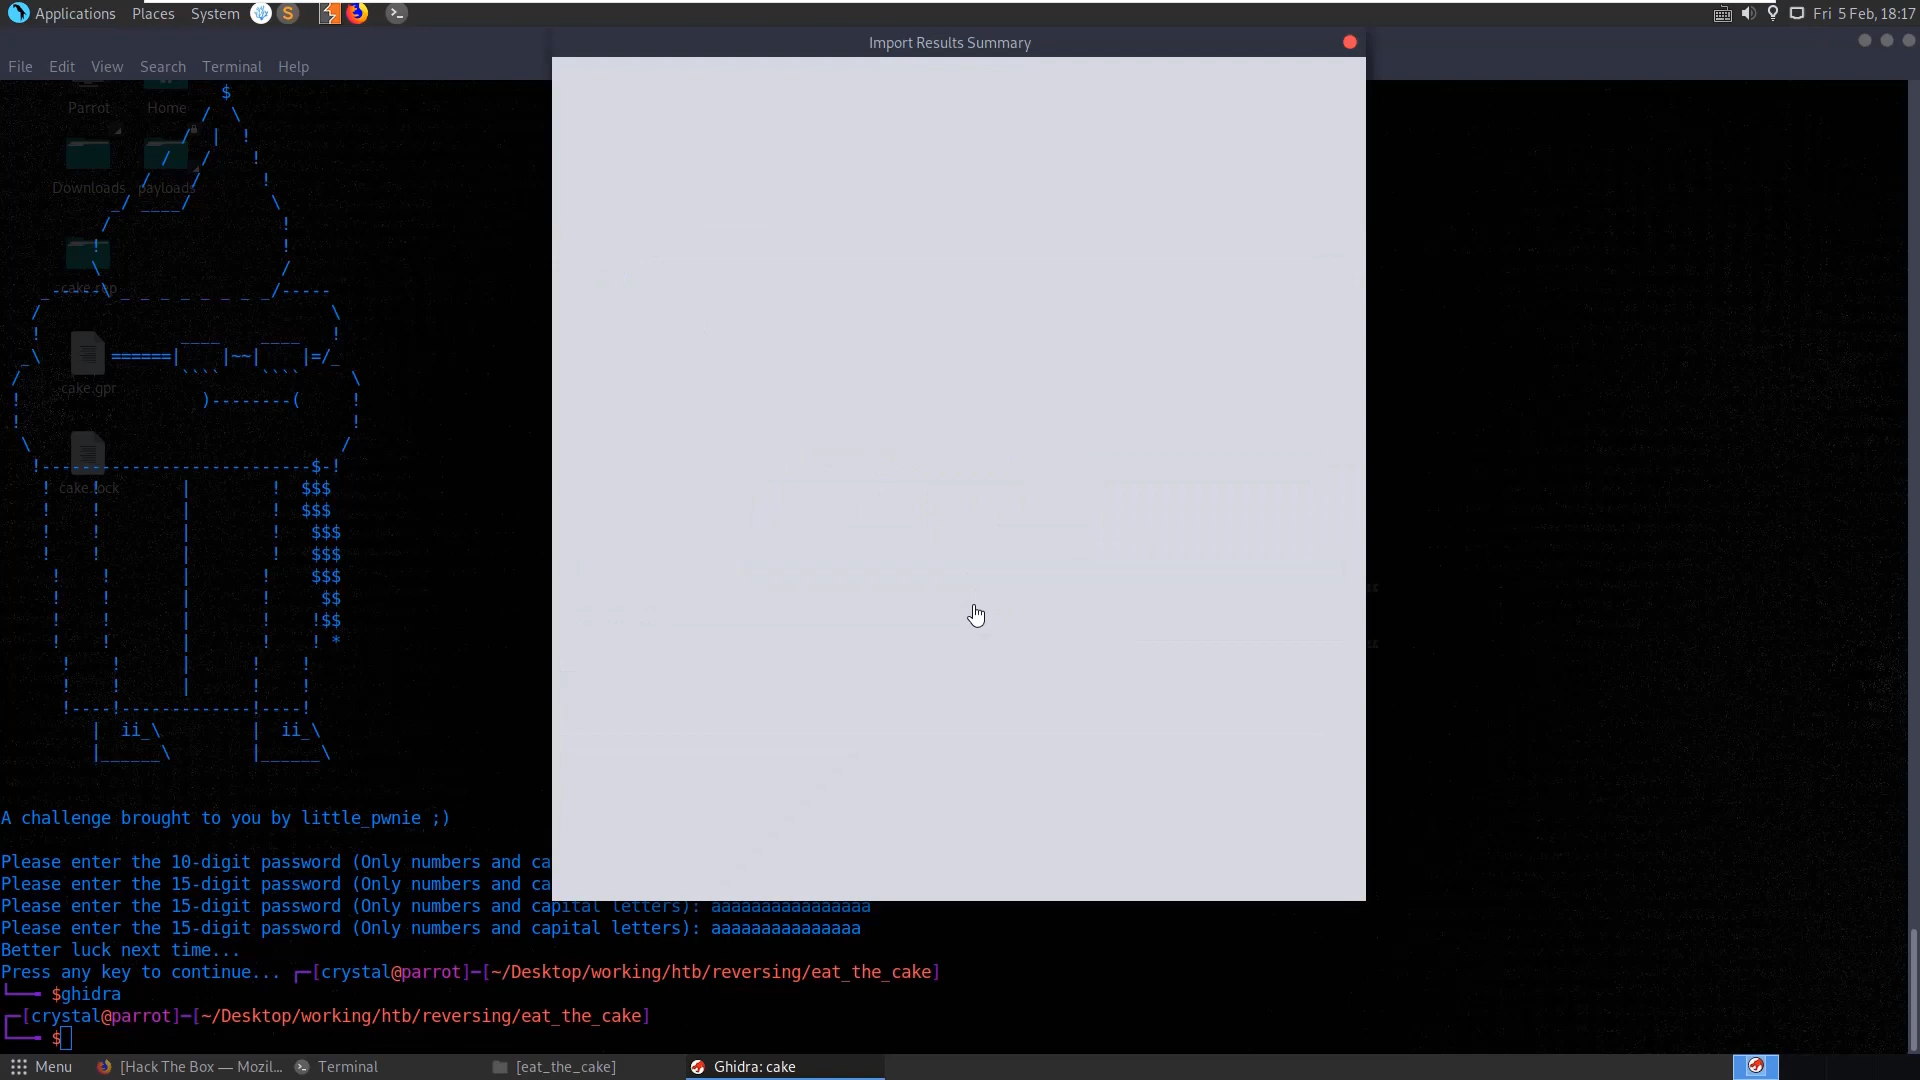 Applications Places System Fri 5 Feb, 18:17
Import Results Summary
File Edit View Search Terminal Help
Parrot Home
Downloads payloads
cake.rep
cake.gpr
cake.lock
A challenge brought to you by little_pwnie ;)
Please enter the 10-digit password (Only numbers and ca
Please enter the 15-digit password (Only numbers and ca
Please enter the 15-digit password (Only numbers and capital letters): aaaaaaaaaaaaaaaa
Please enter the 15-digit password (Only numbers and capital letters): aaaaaaaaaaaaaaa
Better luck next time...
Press any key to continue... ┌─[crystal@parrot]─[~/Desktop/working/htb/reversing/eat_the_cake]
└──╼ $ghidra
┌─[crystal@parrot]─[~/Desktop/working/htb/reversing/eat_the_cake]
└──╼ $
Menu [Hack The Box — Mozil... Terminal [eat_the_cake] Ghidra: cake